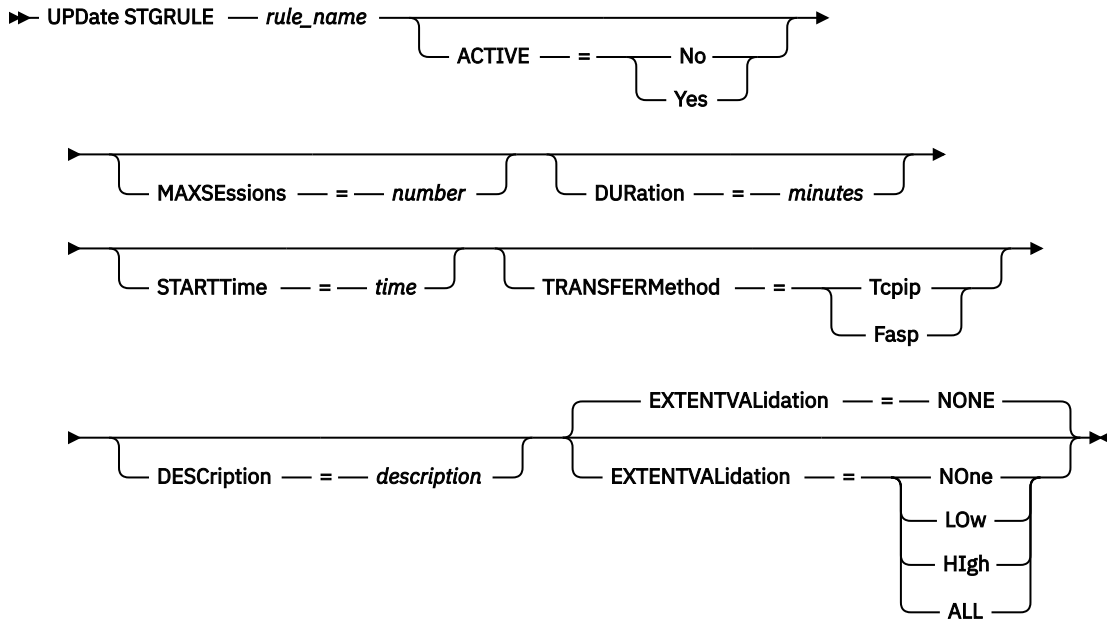 UPDate STGRULE rule_name
ACTIVE = No
Yes
MAXSEssions = number DURation = minutes
STARTTime = time TRANSFERMethod = Tcpip
Fasp
EXTENTVALidation = NONE
DESCription = description EXTENTVALidation = NOne
LOw
HIgh
ALL